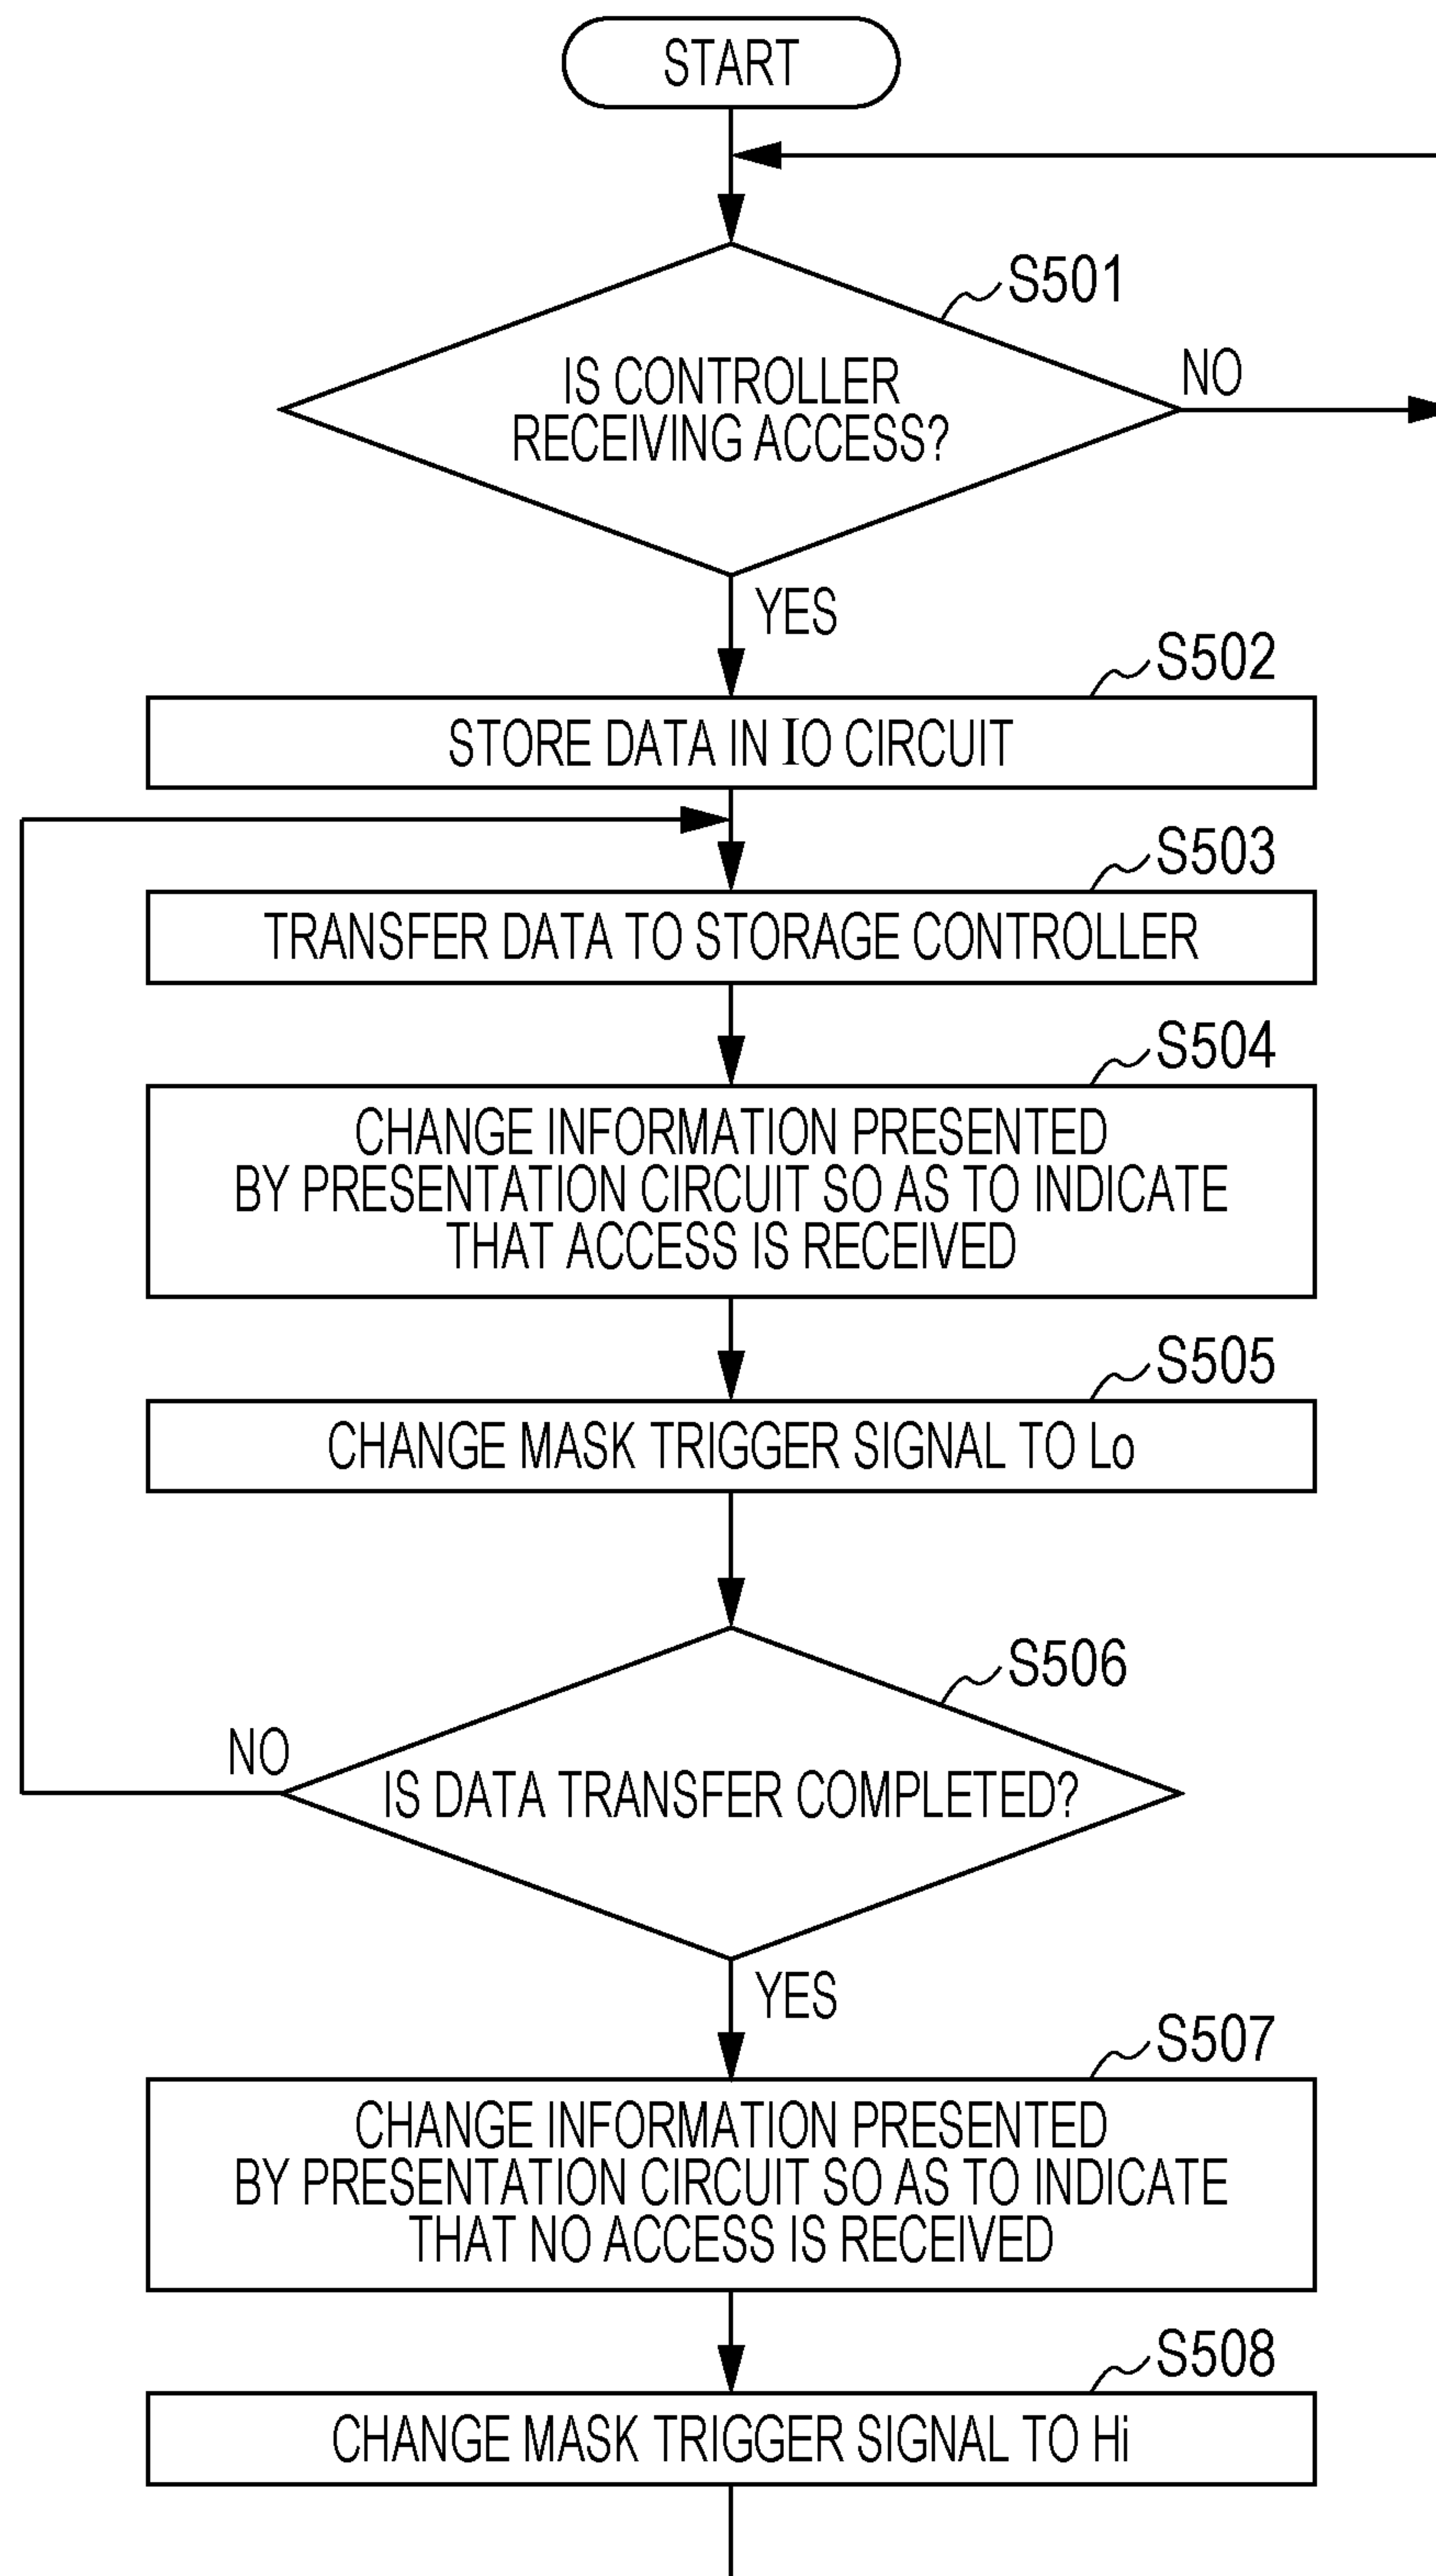 START
S501
IS CONTROLLER
RECEIVING ACCESS?
NO
YES
S502
STORE DATA IN IO CIRCUIT
S503
TRANSFER DATA TO STORAGE CONTROLLER
S504
CHANGE INFORMATION PRESENTED
BY PRESENTATION CIRCUIT SO AS TO INDICATE
THAT ACCESS IS RECEIVED
S505
CHANGE MASK TRIGGER SIGNAL TO Lo
S506
NO
IS DATA TRANSFER COMPLETED?
YES
S507
CHANGE INFORMATION PRESENTED
BY PRESENTATION CIRCUIT SO AS TO INDICATE
THAT NO ACCESS IS RECEIVED
S508
CHANGE MASK TRIGGER SIGNAL TO Hi